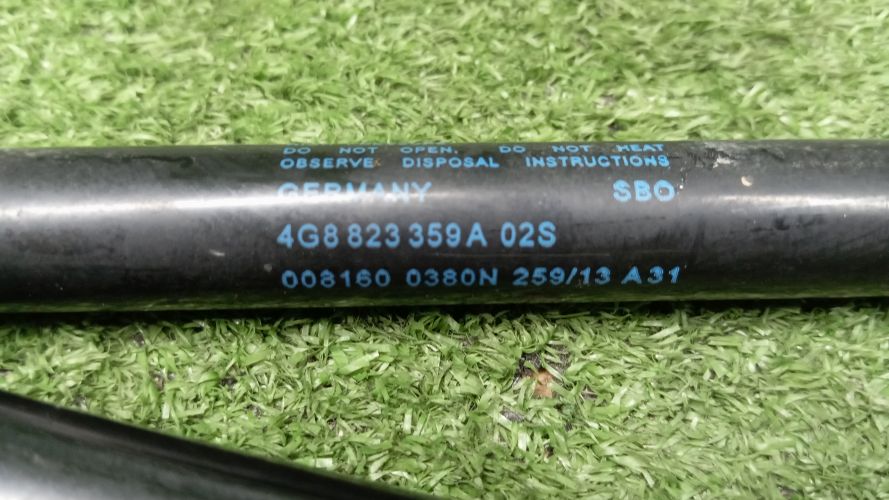 DO NOT OPEN. DO NOT HEAT
OBSERVE DISPOSAL INSTRUCTIONS
GERMANY SBO
4G8 823 359 A 02S
008160 0380N 259/13 A31